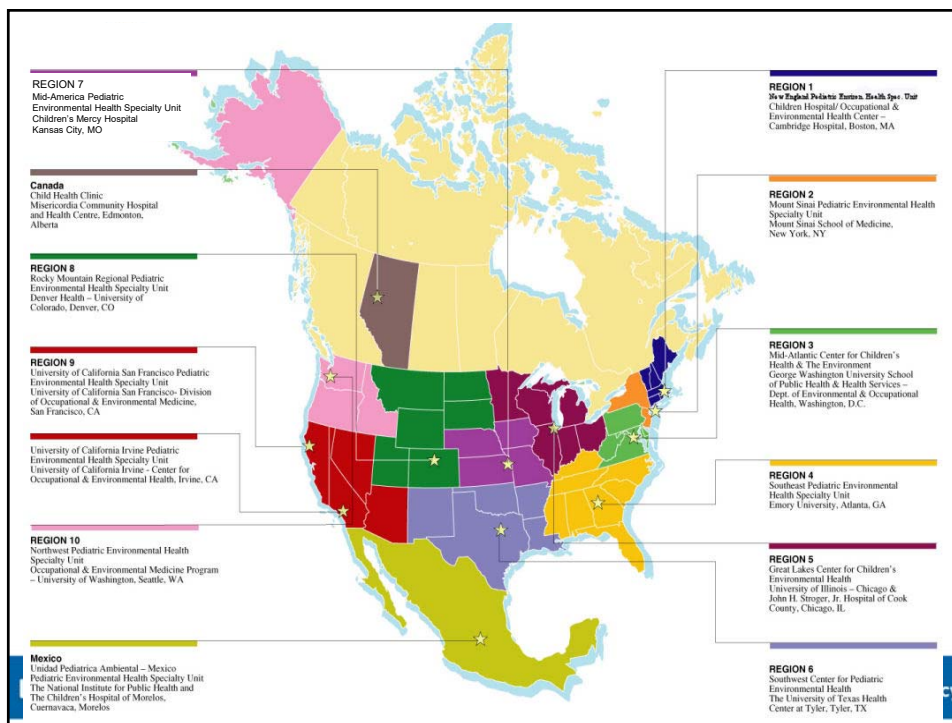 REGION 7
Mid-America Pediatric
Environmental Health Specialty Unit
Children's Mercy Hospital
Kansas City, MO
Canada
Child Health Clinic
Misericordia Community Hospital
and Health Centre, Edmonton,
Alberta
REGION 8
Rocky Mountain Regional Pediatric
Environmental Health Specialty Unit
Denver Health – University of
Colorado, Denver, CO
REGION 9
University of California San Francisco Pediatric
Environmental Health Specialty Unit
University of California San Francisco- Division
of Occupational & Environmental Medicine,
San Francisco, CA
University of California Irvine Pediatric
Environmental Health Specialty Unit
University of California Irvine - Center for
Occupational & Environmental Health, Irvine, CA
REGION 10
Northwest Pediatric Environmental Health
Specialty Unit
Occupational & Environmental Medicine Program
– University of Washington, Seattle, WA
Mexico
Unidad Pediatrica Ambiental – Mexico
Pediatric Environmental Health Specialty Unit
The National Institute for Public Health and
The Children's Hospital of Morelos,
Cuernavaca, Morelos
REGION 1
New England Pediatric Environ. Health Spec. Unit
Children Hospital/ Occupational &
Environmental Health Center –
Cambridge Hospital, Boston, MA
REGION 2
Mount Sinai Pediatric Environmental Health
Specialty Unit
Mount Sinai School of Medicine,
New York, NY
REGION 3
Mid-Atlantic Center for Children's
Health & The Environment
George Washington University School
of Public Health & Health Services –
Dept. of Environmental & Occupational
Health, Washington, D.C.
REGION 4
Southeast Pediatric Environmental
Health Specialty Unit
Emory University, Atlanta, GA
REGION 5
Great Lakes Center for Children's
Environmental Health
University of Illinois – Chicago &
John H. Stroger, Jr. Hospital of Cook
County, Chicago, IL
REGION 6
Southwest Center for Pediatric
Environmental Health
The University of Texas Health
Center at Tyler, Tyler, TX